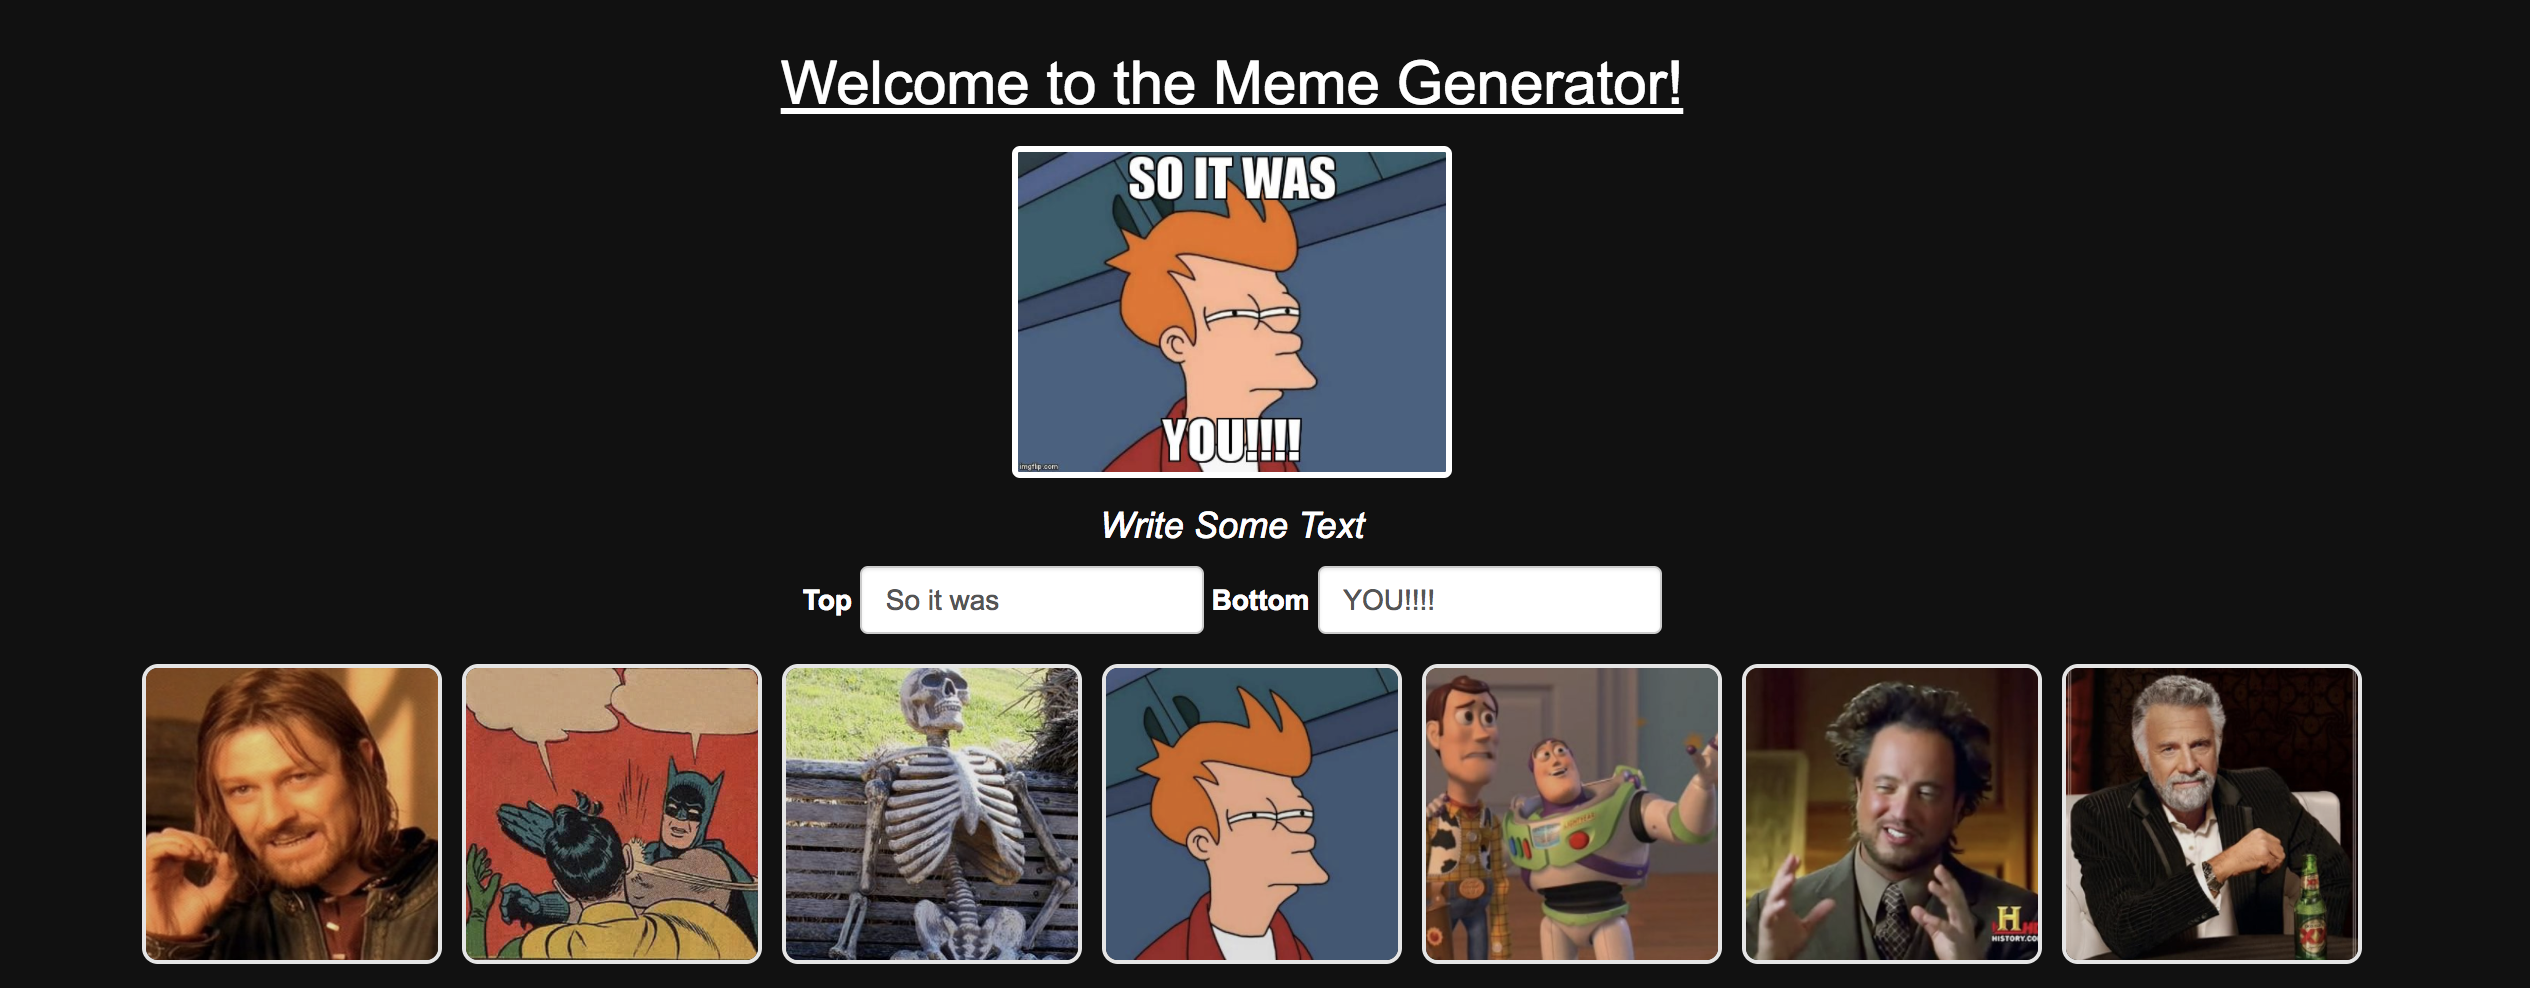 Welcome to the Meme Generator!
SO IT WAS
YOU!!!!
imgflip.com
Write Some Text
Top So it was Bottom YOU!!!!
H
HISTORY.CO
XX